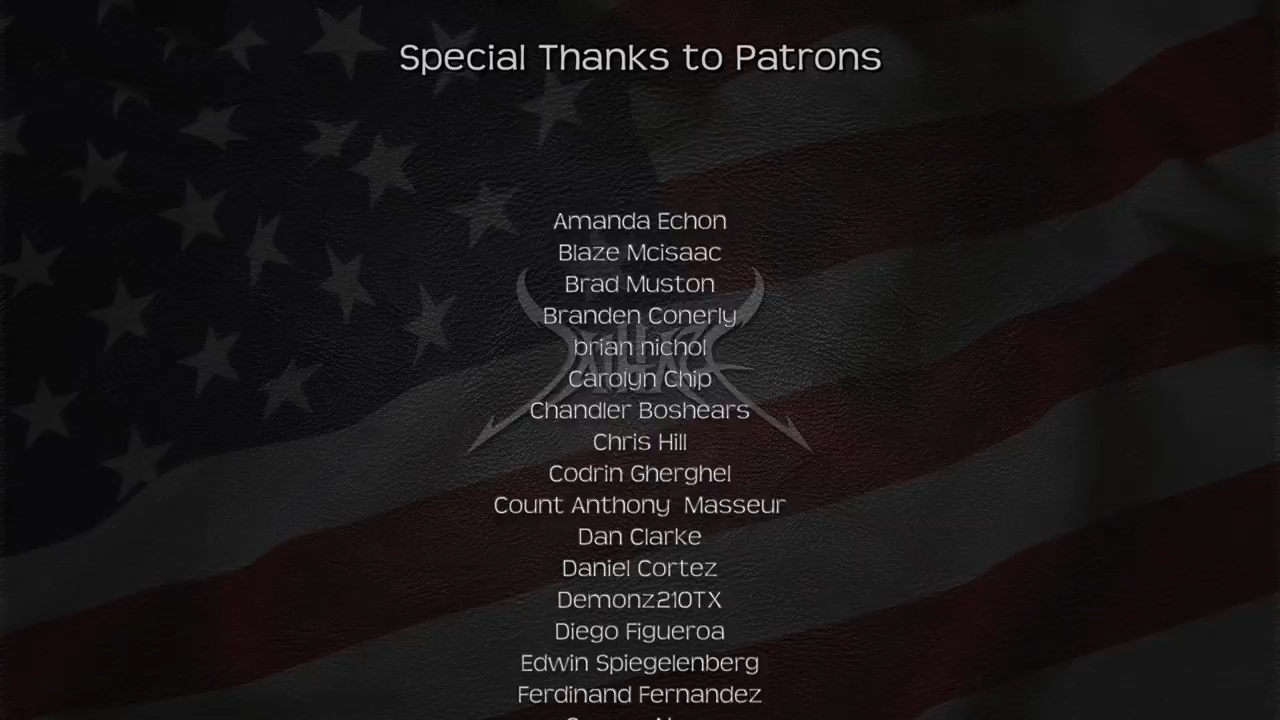 Special Thanks to Patrons
Amanda Echon
Blaze Mcisaac
Brad Muston
Branden Conerly
brian nichol
Carolyn Chip
Chandler Boshears
Chris Hill
Codrin Gherghel
Count Anthony  Masseur
Dan Clarke
Daniel Cortez
Demonz210TX
Diego Figueroa
Edwin Spiegelenberg
Ferdinand Fernandez